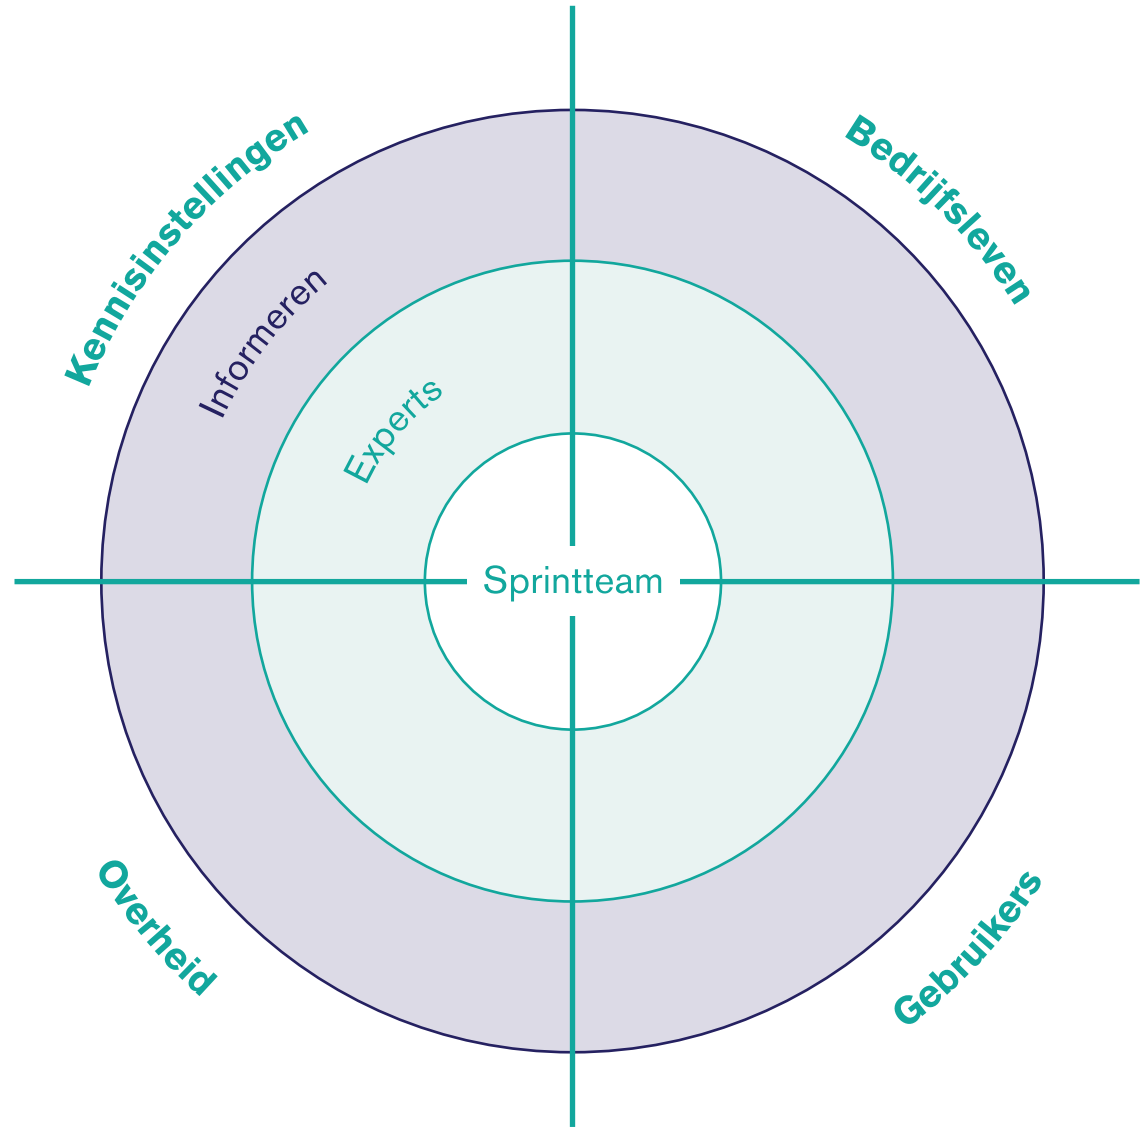 Kennisinstellingen
Bedrijfsleven
Informeren
Experts
Sprintteam
Overheid
Gebruikers